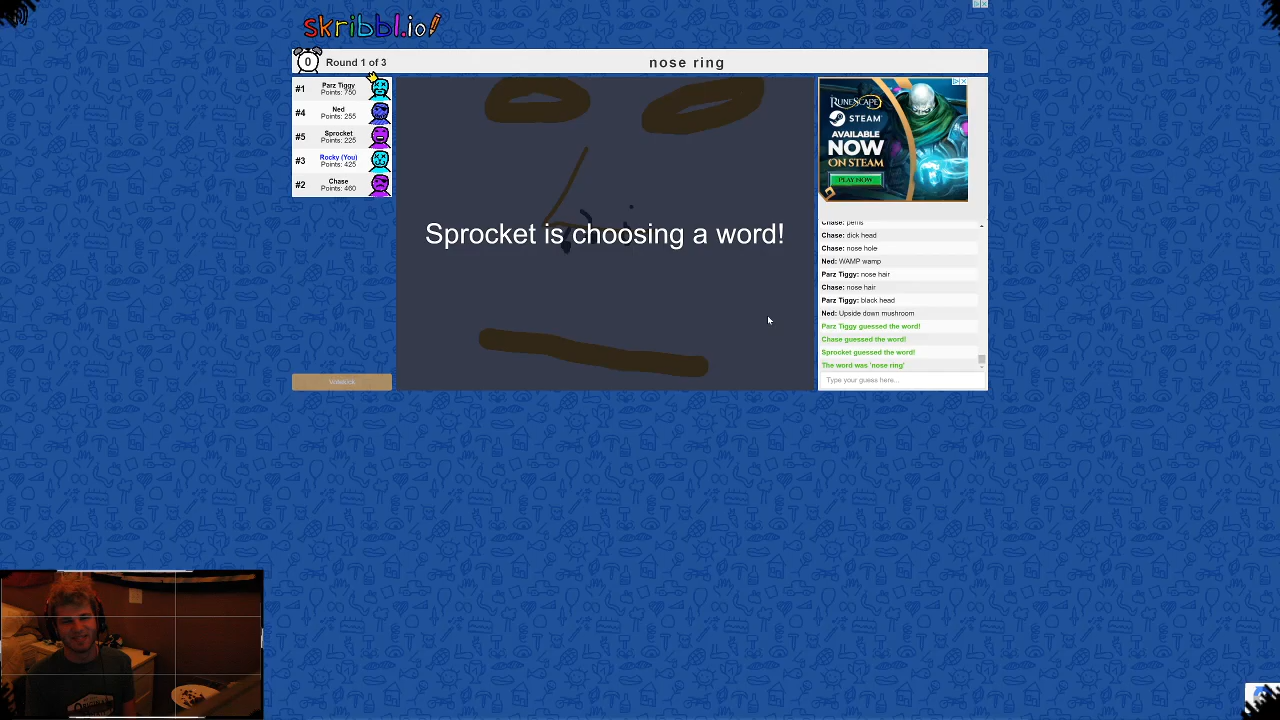 skribbl.io!
0
Round 1 of 3
nose ring
#1
Parz Tiggy
Points: 750
#4
Ned
Points: 255
#5
Sprocket
Points: 225
#3
Rocky (You)
Points: 425
#2
Chase
Points: 460
Votekick
Sprocket is choosing a word!
RUNESCAPE
STEAM
AVAILABLE
NOW
ON STEAM
PLAY NOW
Chase: penis
Chase: dick head
Chase: nose hole
Ned: WAMP wamp
Parz Tiggy: nose hair
Chase: nose hair
Parz Tiggy: black head
Ned: Upside down mushroom
Parz Tiggy guessed the word!
Chase guessed the word!
Sprocket guessed the word!
The word was 'nose ring'
Type your guess here...